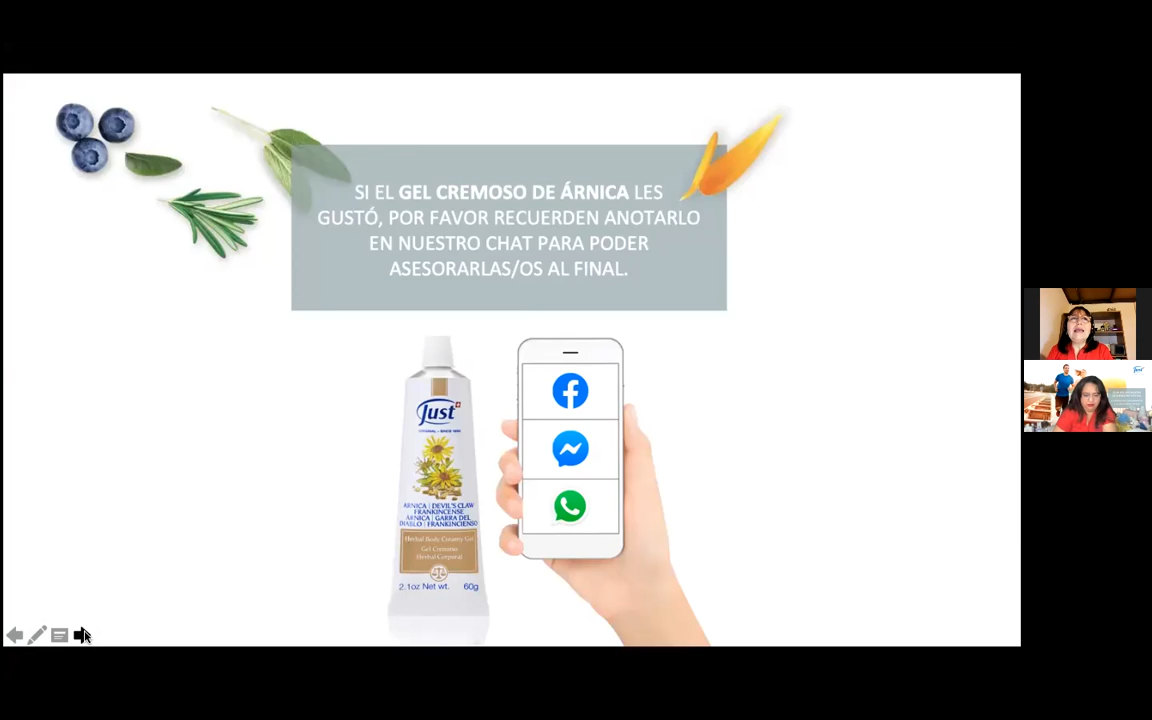 SI EL GEL CREMOSO DE ÁRNICA LES
GUSTÓ, POR FAVOR RECUERDEN ANOTARLO
EN NUESTRO CHAT PARA PODER
ASESORARLAS/OS AL FINAL.
Just
ARNICA | DEVIL'S CLAW
FRANKINCENSE
ÁRNICA | GARRA DEL
DIABLO | FRANKINCIENSO
Herbal Body Creamy Gel
Gel Cremoso
Herbal Corporal
2.1oz Net wt. 60g
Just